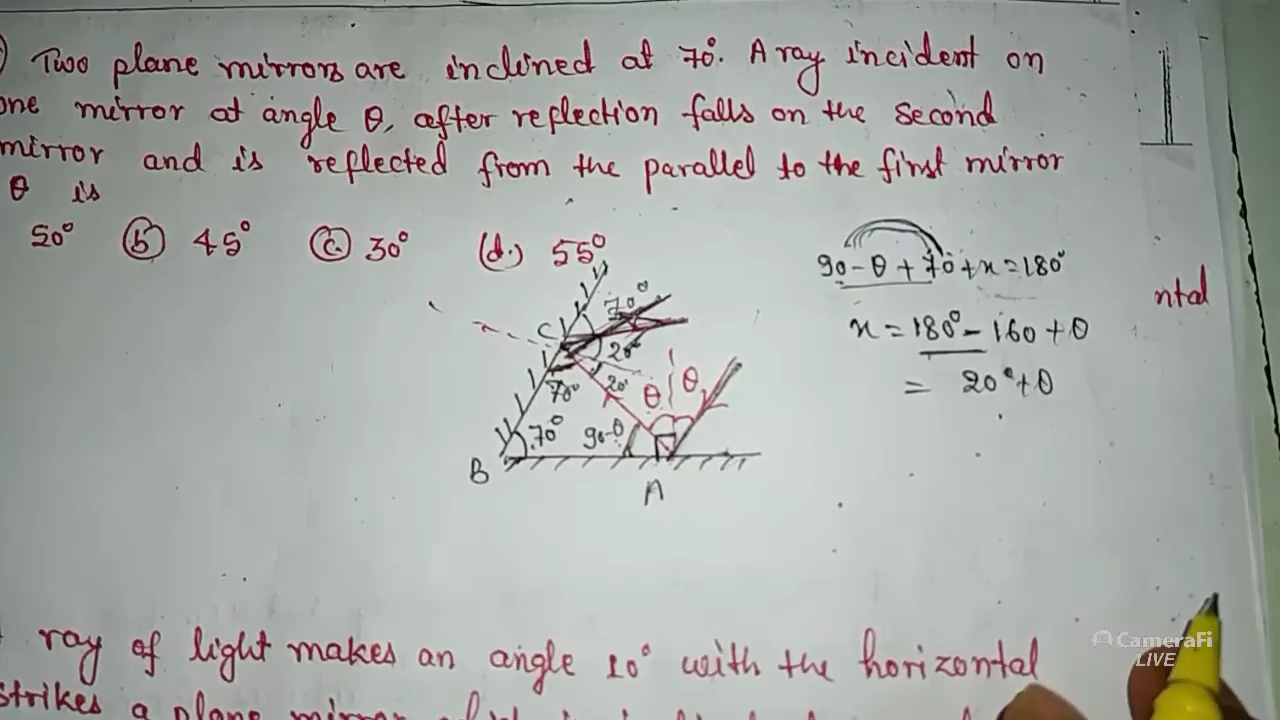 Two plane mirrors are inclined at 70°. A ray incident on
one mirror at angle θ, after reflection falls on the second
mirror and is reflected from the parallel to the first mirror
θ is
50° (b) 45° (c.) 30° (d.) 55°
90-θ+70+x=180°
x=180°-160+θ
= 20°+θ
ntal
C 70°
20°
70° 20° θ θ
70° 90-θ
B
A
ray of light makes an angle 10° with the horizontal
strikes a plane
CameraFi
LIVE